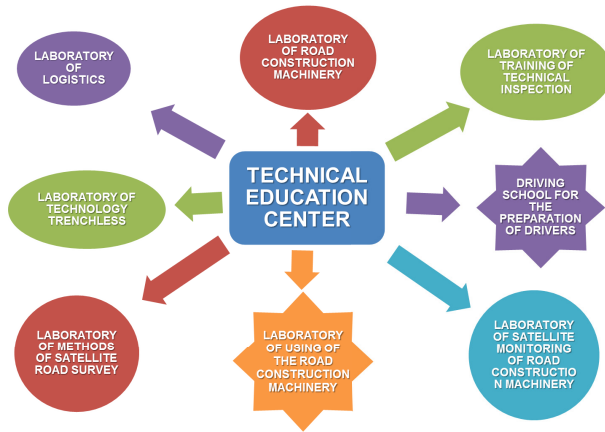 LABORATORY
OF
LOGISTICS
LABORATORY
OF ROAD
CONSTRUCTION
MACHINERY
LABORATORY OF
TRAINING OF
TECHNICAL
INSPECTION
LABORATORY OF
TECHNOLOGY
TRENCHLESS
TECHNICAL
EDUCATION
CENTER
DRIVING
SCHOOL FOR
THE
PREPARATION
OF DRIVERS
LABORATORY
OF METHODS
OF SATELLITE
ROAD SURVEY
LABORATORY
OF USING OF
THE ROAD
CONSTRUCTION
MACHINERY
LABORATORY
OF SATELLITE
MONITORING
OF ROAD
CONSTRUCTIO
N MACHINERY